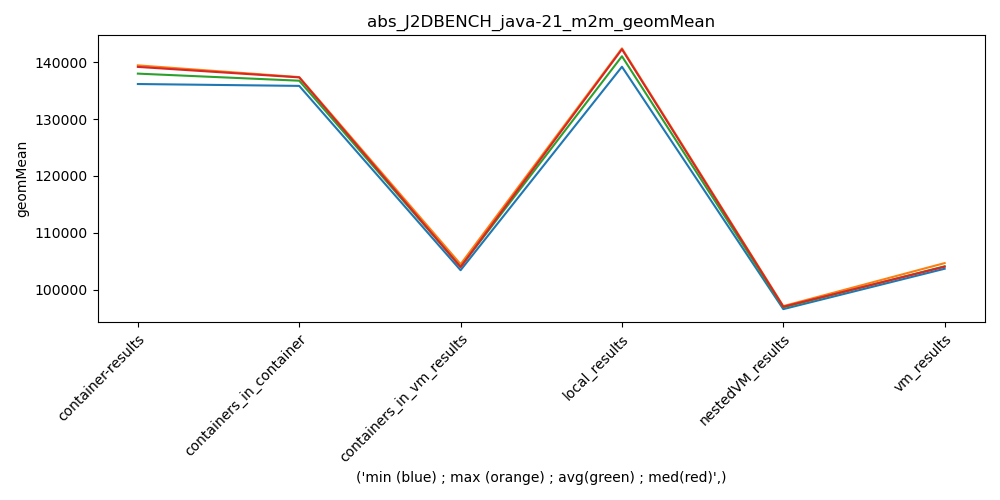 abs_J2DBENCH_java-21_m2m_geomMean
geomMean
140000
130000
120000
110000
100000
container-results
containers_in_container
containers_in_vm_results
local_results
nestedVM_results
vm_results
('min (blue) ; max (orange) ; avg(green) ; med(red)',)